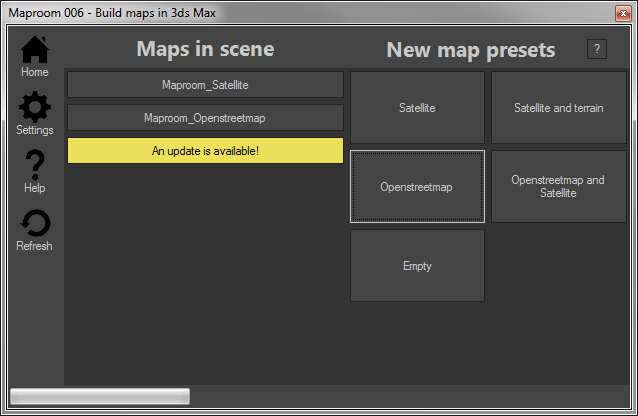 Maproom 006 - Build maps in 3ds Max
x
Home
Settings
Help
Refresh
Maps in scene
Maproom_Satellite
Maproom_Openstreetmap
An update is available!
New map presets
?
Satellite
Satellite and terrain
Openstreetmap
Openstreetmap and
Satellite
Empty